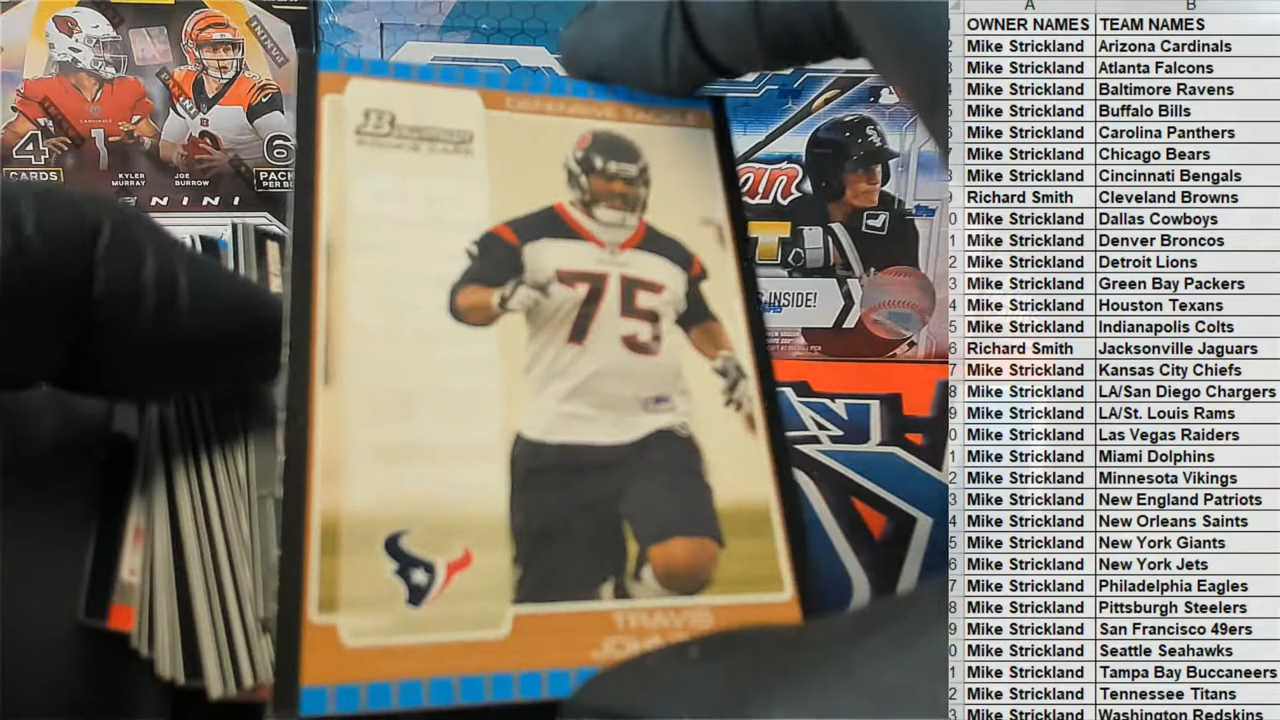 4
CARDS
KYLER
MURRAY
JOE
BURROW
6
PACK
PER B
NINI
Bowman
ROOKIE CARD
75
TRAVIS
INSIDE!
A
B
OWNER NAMES TEAM NAMES
Mike Strickland Arizona Cardinals
Mike Strickland Atlanta Falcons
Mike Strickland Baltimore Ravens
Mike Strickland Buffalo Bills
Mike Strickland Carolina Panthers
Mike Strickland Chicago Bears
Mike Strickland Cincinnati Bengals
Richard Smith Cleveland Browns
Mike Strickland Dallas Cowboys
Mike Strickland Denver Broncos
Mike Strickland Detroit Lions
Mike Strickland Green Bay Packers
Mike Strickland Houston Texans
Mike Strickland Indianapolis Colts
Richard Smith Jacksonville Jaguars
Mike Strickland Kansas City Chiefs
Mike Strickland LA/San Diego Chargers
Mike Strickland LA/St. Louis Rams
Mike Strickland Las Vegas Raiders
Mike Strickland Miami Dolphins
Mike Strickland Minnesota Vikings
Mike Strickland New England Patriots
Mike Strickland New Orleans Saints
Mike Strickland New York Giants
Mike Strickland New York Jets
Mike Strickland Philadelphia Eagles
Mike Strickland Pittsburgh Steelers
Mike Strickland San Francisco 49ers
Mike Strickland Seattle Seahawks
Mike Strickland Tampa Bay Buccaneers
Mike Strickland Tennessee Titans
Mike Strickland Washington Redskins